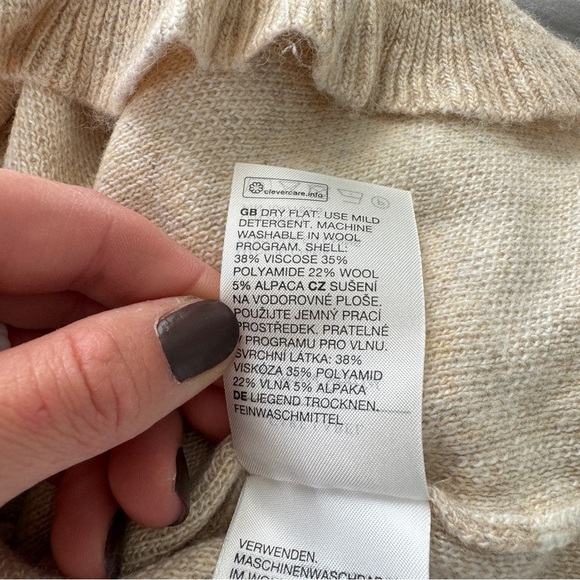 clevercare.info
GB DRY FLAT. USE MILD
DETERGENT. MACHINE
WASHABLE IN WOOL
PROGRAM. SHELL:
38% VISCOSE 35%
POLYAMIDE 22% WOOL
5% ALPACA CZ SUŠENÍ
NA VODOROVNÉ PLOŠE.
POUŽIJTE JEMNÝ PRACÍ
PROSTŘEDEK. PRATELNÉ
V PROGRAMU PRO VLNU.
SVRCHNÍ LÁTKA: 38%
VISKÓZA 35% POLYAMID
22% VLNA 5% ALPAKA
DE LIEGEND TROCKNEN.
FEINWASCHMITTEL
VERWENDEN.
MASCHINENWASCHBAR